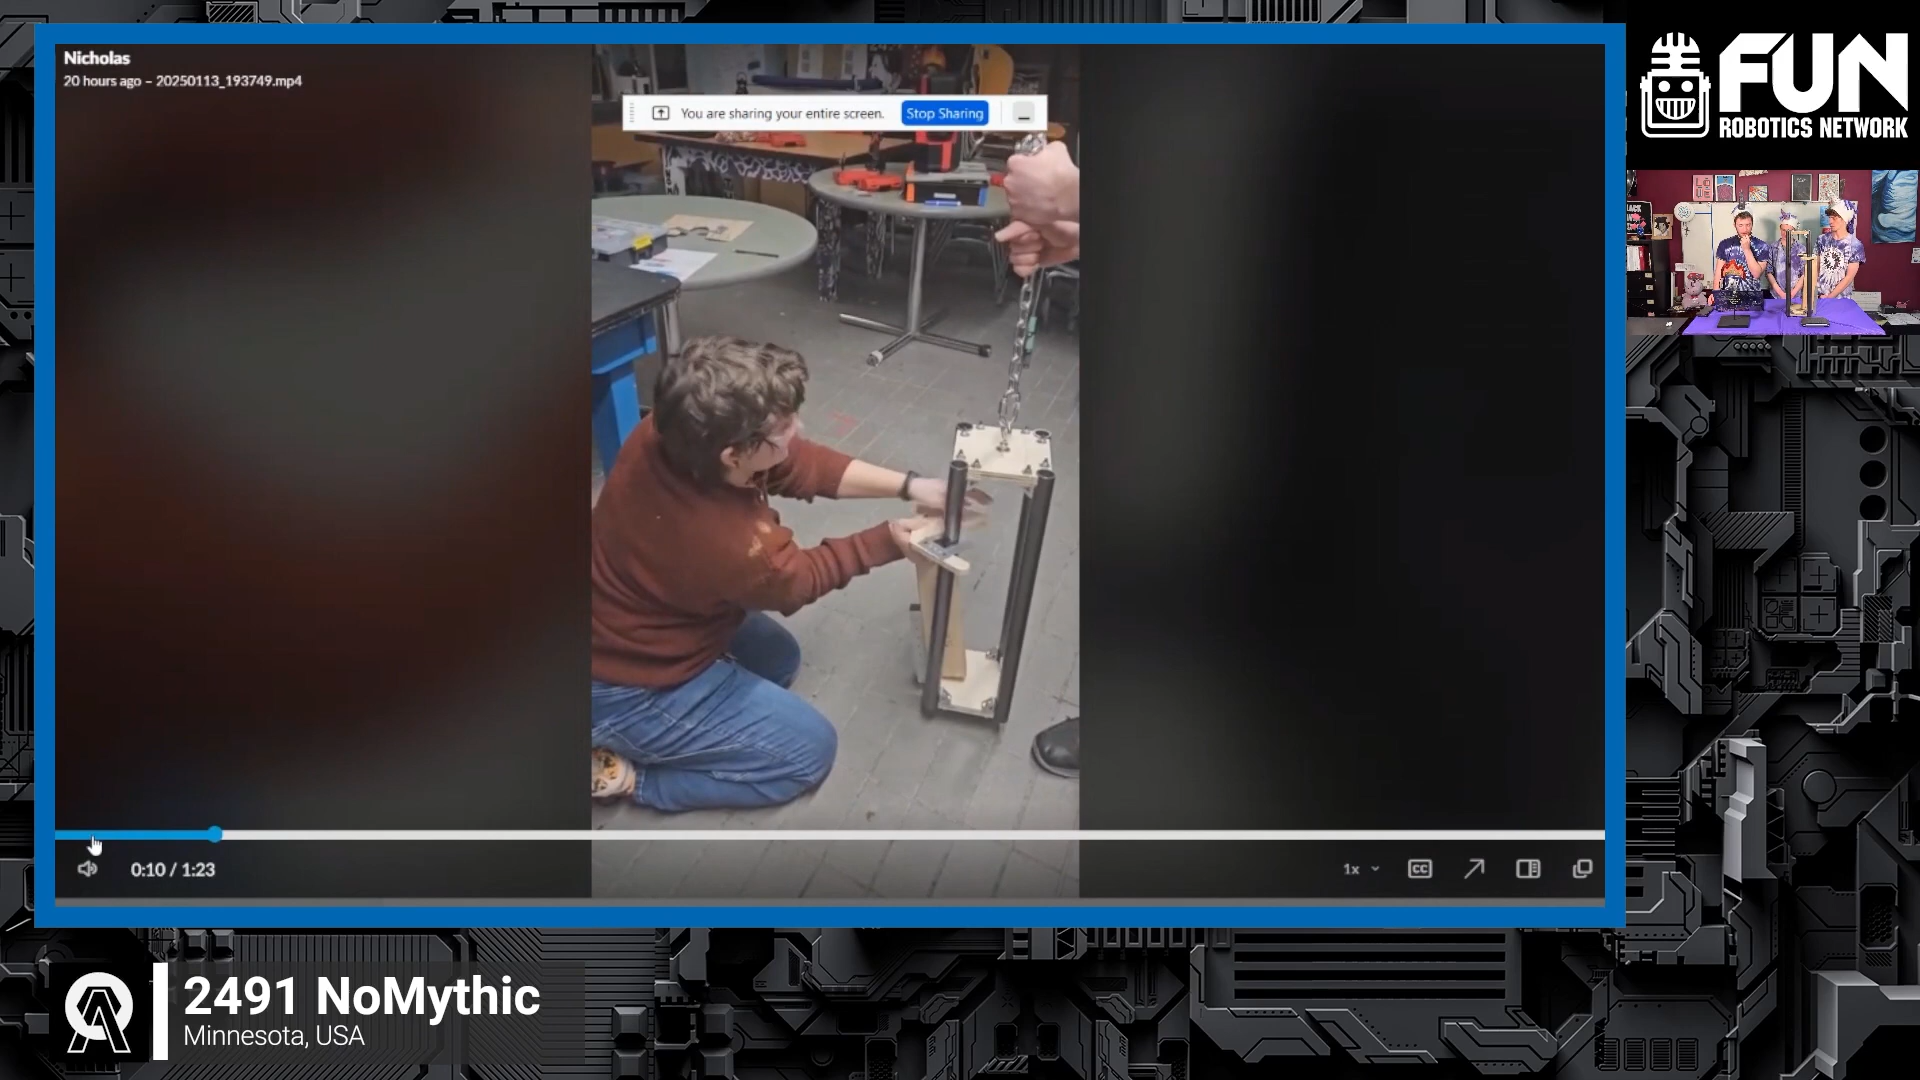 Nicholas
20 hours ago – 20250113_193749.mp4
You are sharing your entire screen. Stop Sharing
FUN
ROBOTICS NETWORK
0:10 / 1:23
1x
CC
2491 NoMythic
Minnesota, USA